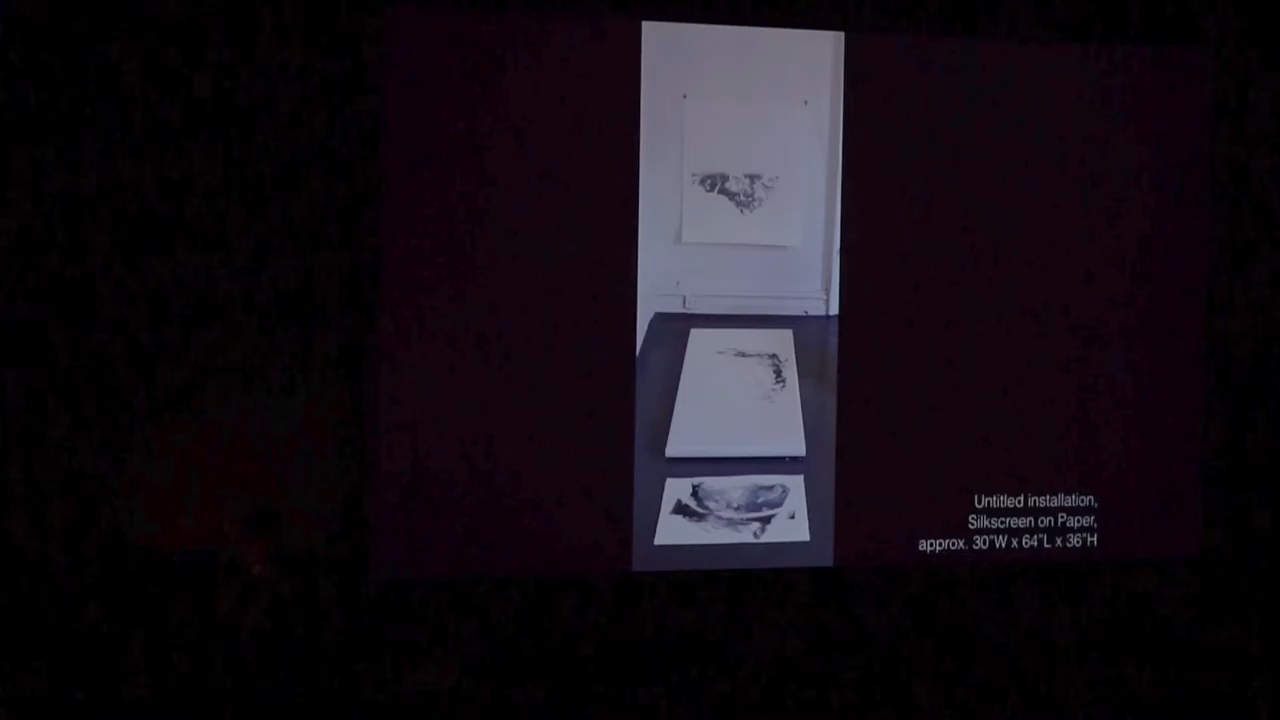 Untitled installation,
Silkscreen on Paper,
approx. 30"W x 64"L x 36"H